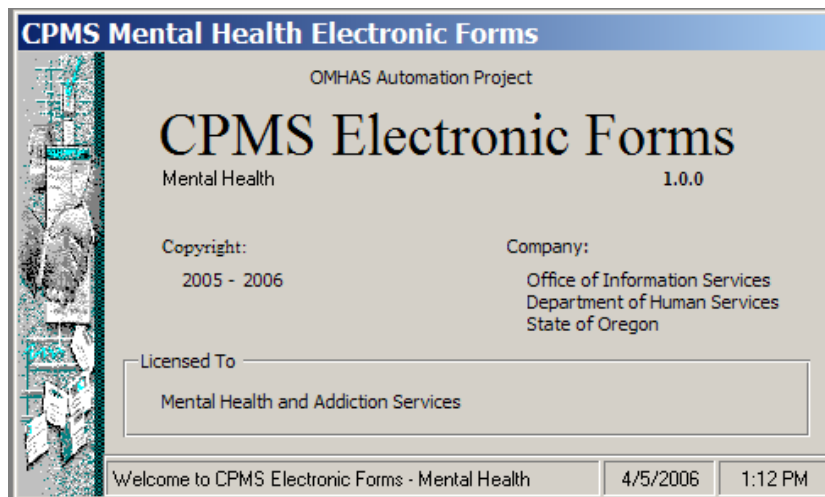 CPMS Mental Health Electronic Forms
OMHAS Automation Project
CPMS Electronic Forms
Mental Health 1.0.0
Copyright: Company:
2005 - 2006 Office of Information Services
Department of Human Services
State of Oregon
Licensed To
Mental Health and Addiction Services
Welcome to CPMS Electronic Forms - Mental Health 4/5/2006 1:12 PM